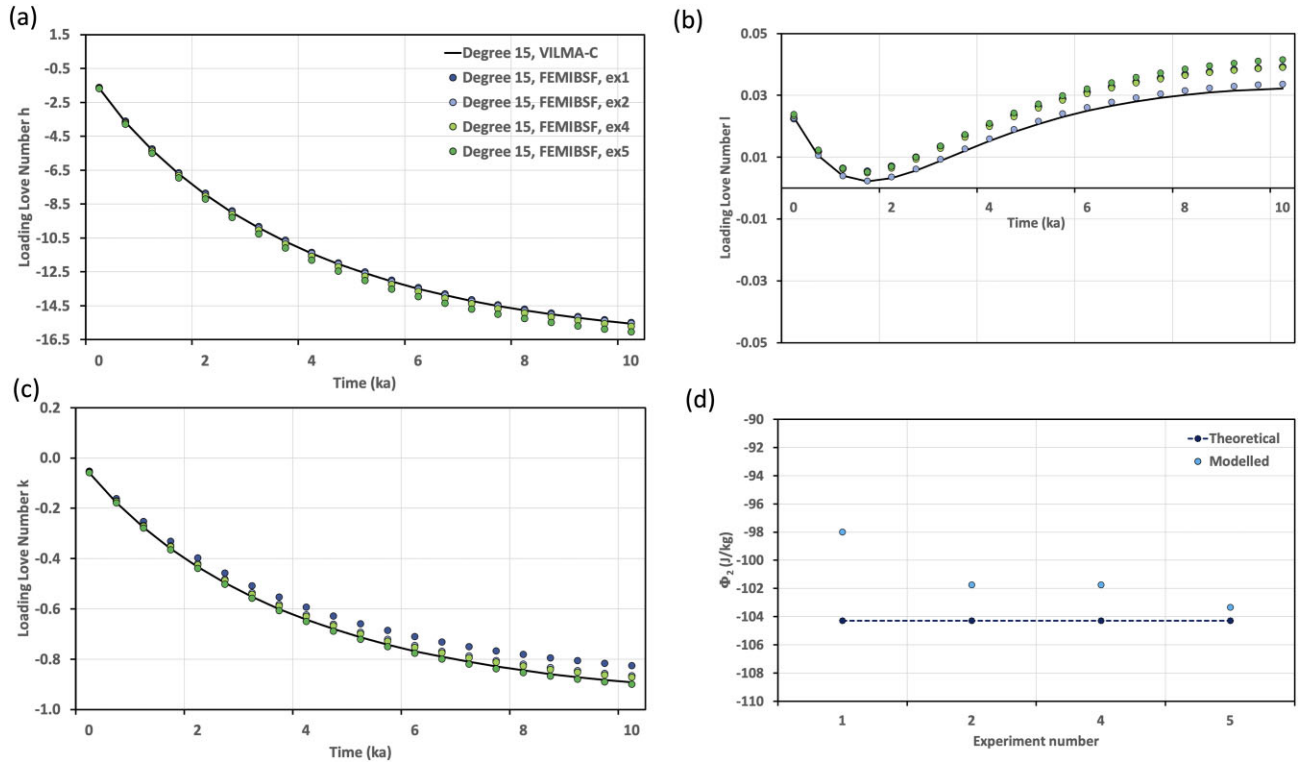 (a)
Loading Love Number h
1.5
-0.5
-2.5
-4.5
-6.5
-8.5
-10.5
-12.5
-14.5
-16.5
Degree 15, VILMA-C
Degree 15, FEMIBSF, ex1
Degree 15, FEMIBSF, ex2
Degree 15, FEMIBSF, ex4
Degree 15, FEMIBSF, ex5
0 2 4 6 8 10
Time (ka)
(b)
Loading Love Number l
0.05
0.03
0.01
-0.01
-0.03
-0.05
0 2 4 6 8 10
Time (ka)
(c)
Loading Love Number k
0.2
0.0
-0.2
-0.4
-0.6
-0.8
-1.0
0 2 4 6 8 10
Time (ka)
(d)
Φ2 (J/kg)
-90
-92
-94
-96
-98
-100
-102
-104
-106
-108
-110
Theoretical
Modelled
1 2 4 5
Experiment number